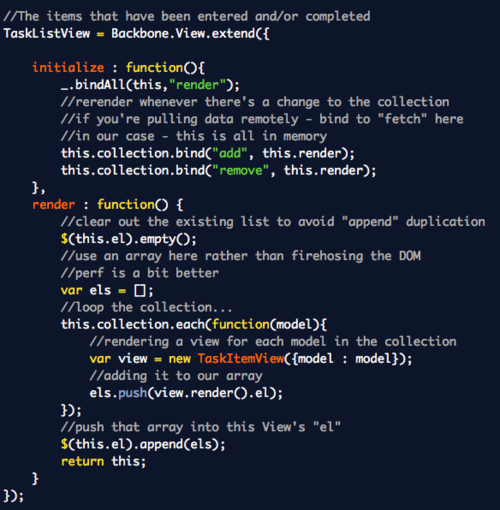 //The items that have been entered and/or completed
TaskListView = Backbone.View.extend({
initialize : function(){
_.bindAll(this,"render");
//rerender whenever there's a change to the collection
//if you're pulling data remotely - bind to "fetch" here
//in our case - this is all in memory
this.collection.bind("add", this.render);
this.collection.bind("remove", this.render);
},
render : function() {
//clear out the existing list to avoid "append" duplication
$(this.el).empty();
//use an array here rather than firehosing the DOM
//perf is a bit better
var els = [];
//loop the collection...
this.collection.each(function(model){
//rendering a view for each model in the collection
var view = new TaskItemView({model : model});
//adding it to our array
els.push(view.render().el);
});
//push that array into this View's "el"
$(this.el).append(els);
return this;
}
});